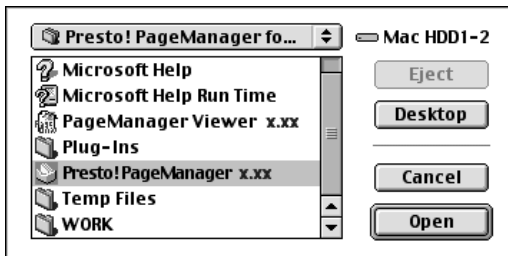 Presto! PageManager fo...
Mac HDD1-2
Microsoft Help
Microsoft Help Run Time
PageManager Viewer x.xx
Plug-Ins
Presto! PageManager x.xx
Temp Files
WORK
Eject
Desktop
Cancel
Open